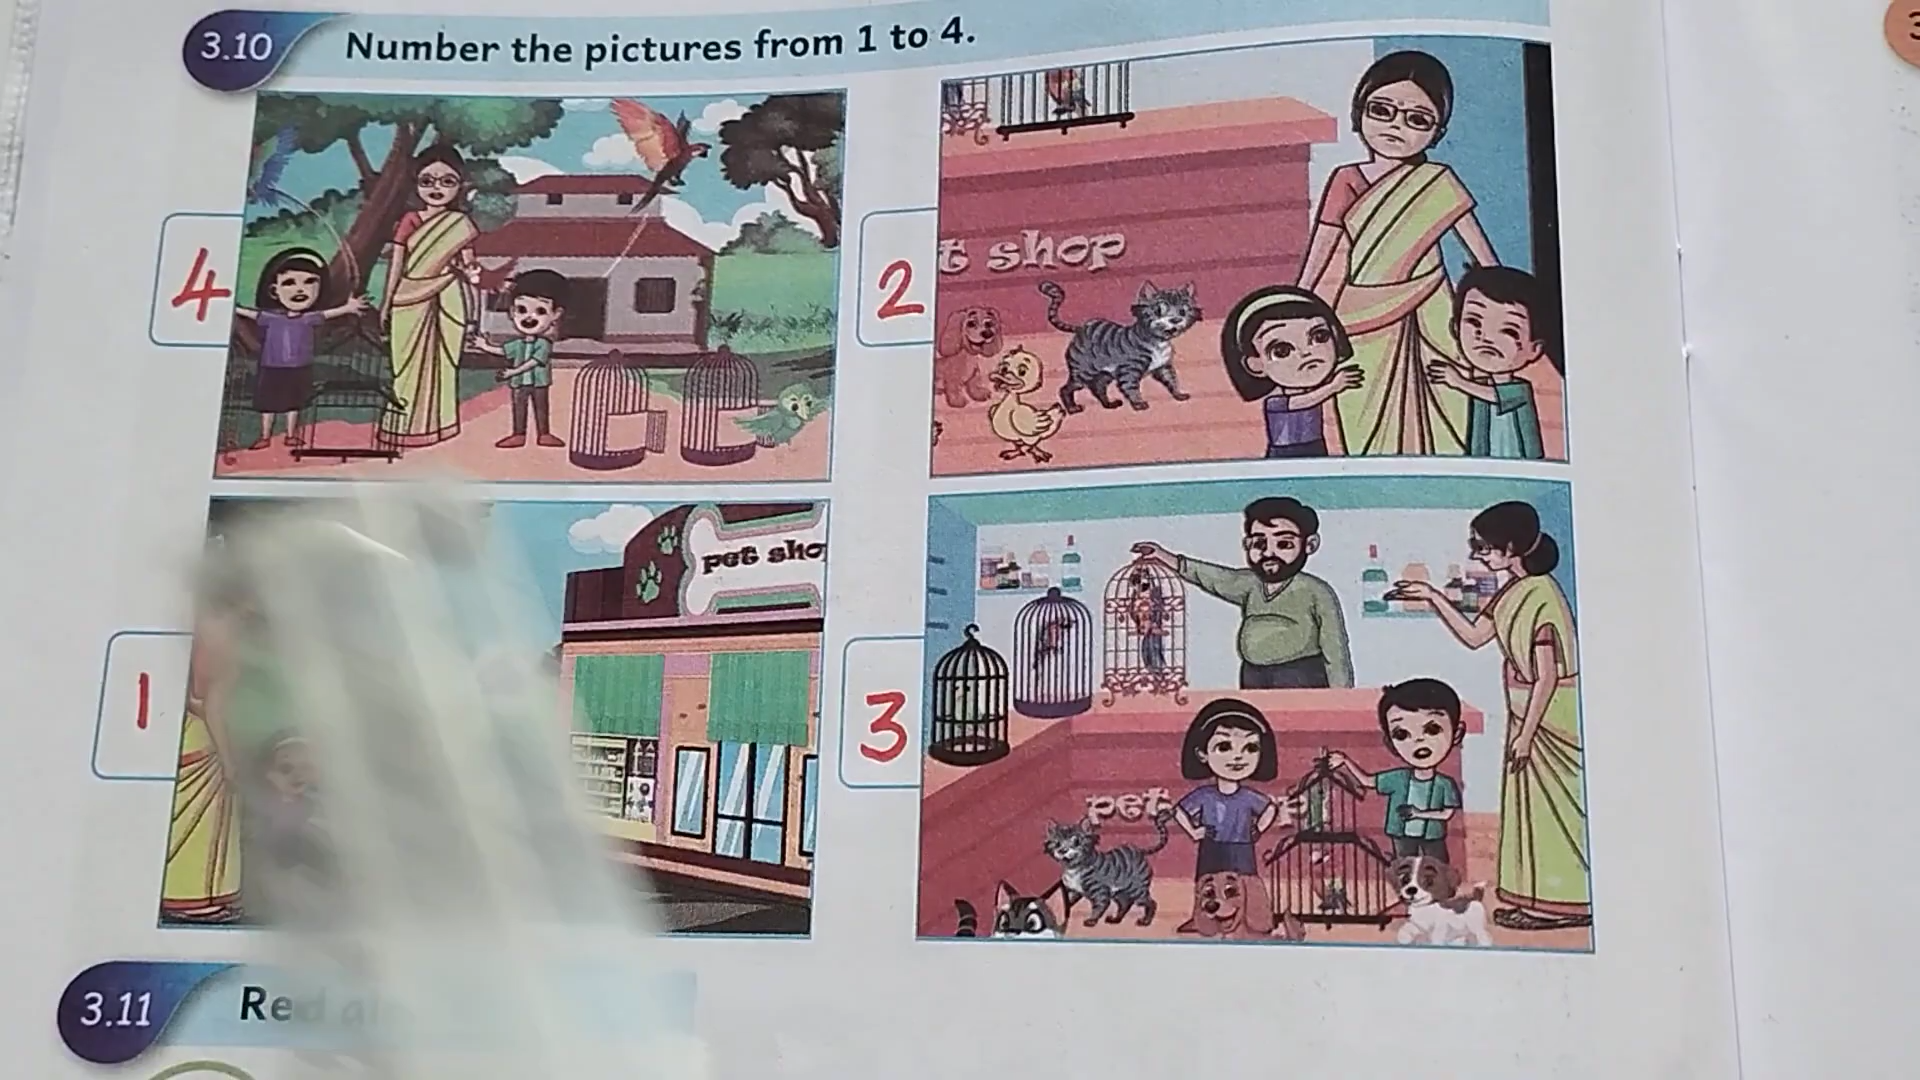 3.10 Number the pictures from 1 to 4.
4
t shop
2
pet sho
1
3
pet
3.11